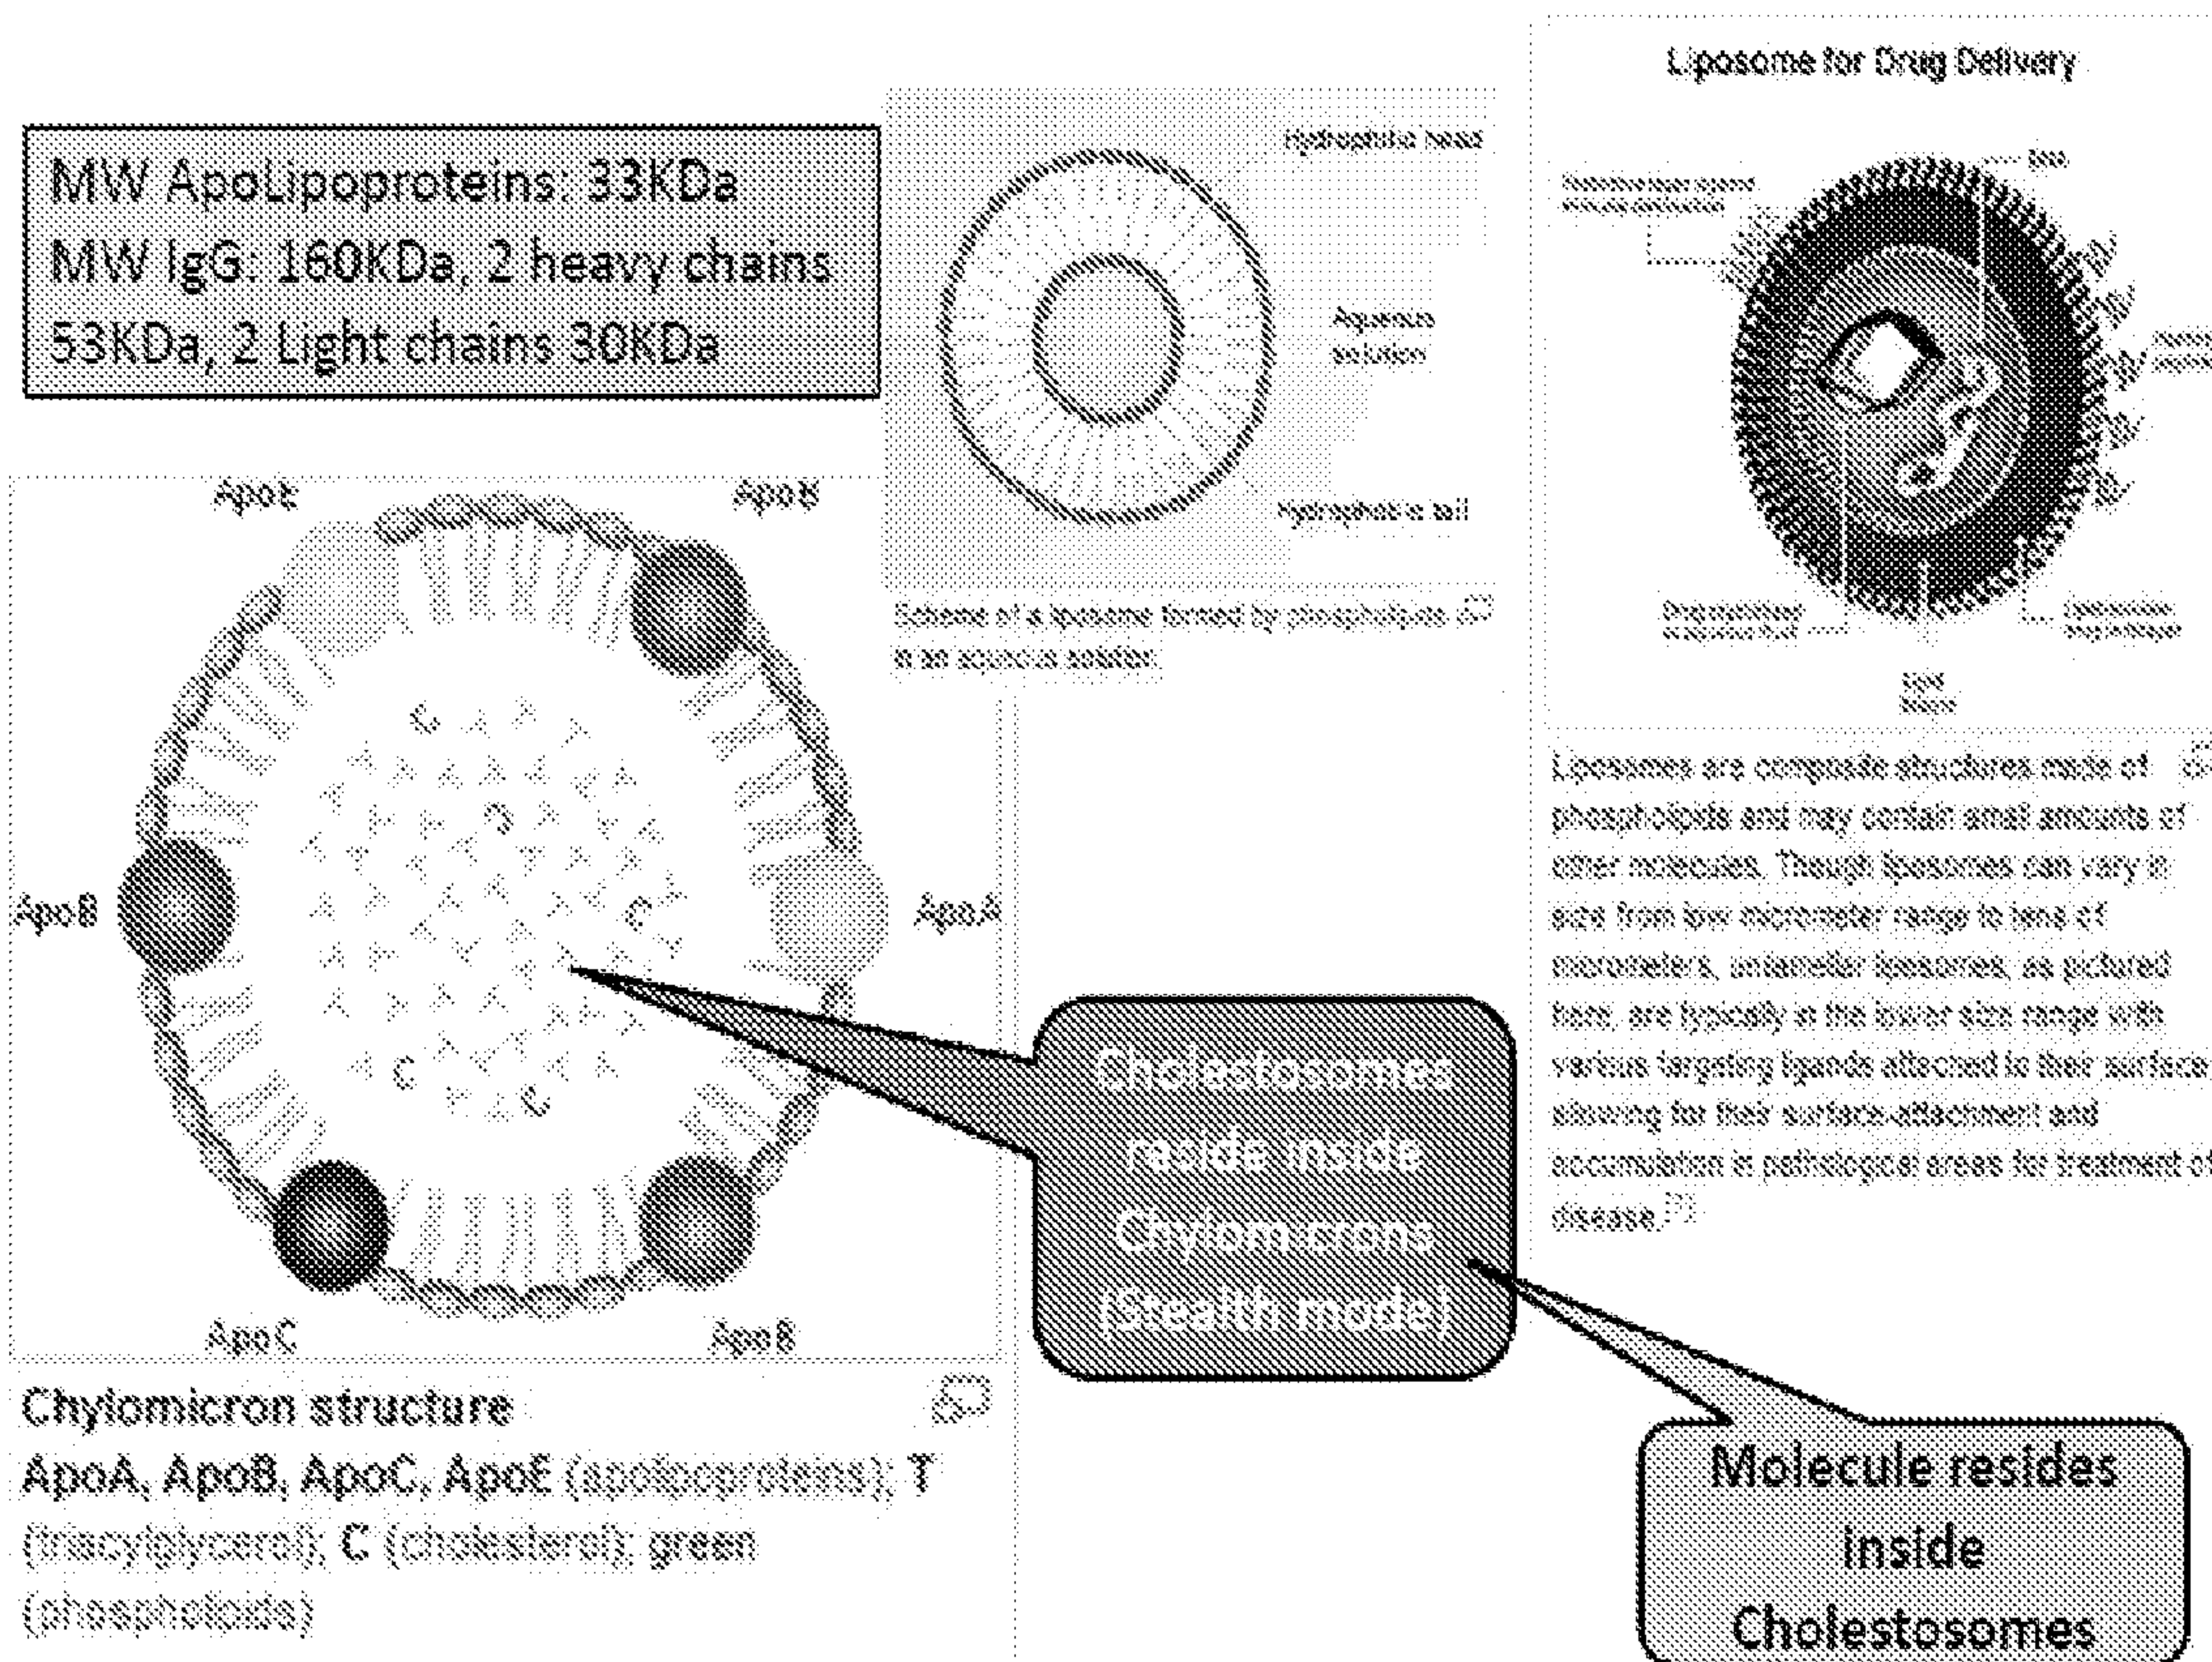 MW ApoLipoproteins: 33KDa
MW IgG: 160KDa, 2 heavy chains
53KDa, 2 Light chains 30KDa
Hydrophilic head
Aqueous
solution
Hydrophobic tail
Scheme of a liposome formed by phospholipids
in an aqueous solution.
Liposome for Drug Delivery
DNA
Lipid
Liposomes are composite structures made of
phospholipids and may contain small amounts of
other molecules. Though liposomes can vary in
size from low micrometer range to tens of
micrometers, unilamellar liposomes, as pictured
here, are typically in the lower size range with
various targeting ligands attached to their surface
allowing for their surface-attachment and
accumulation in pathological areas for treatment of
disease.
ApoE
ApoB
ApoB
ApoA
ApoC
ApoB
C
C
C
C
Cholestosomes
reside inside
Chylomicrons
(Stealth mode)
Molecule resides
inside
Cholestosomes
Chylomicron structure
ApoA, ApoB, ApoC, ApoE (apolipoproteins); T
(triacylglycerol); C (cholesterol); green
(phospholipids)